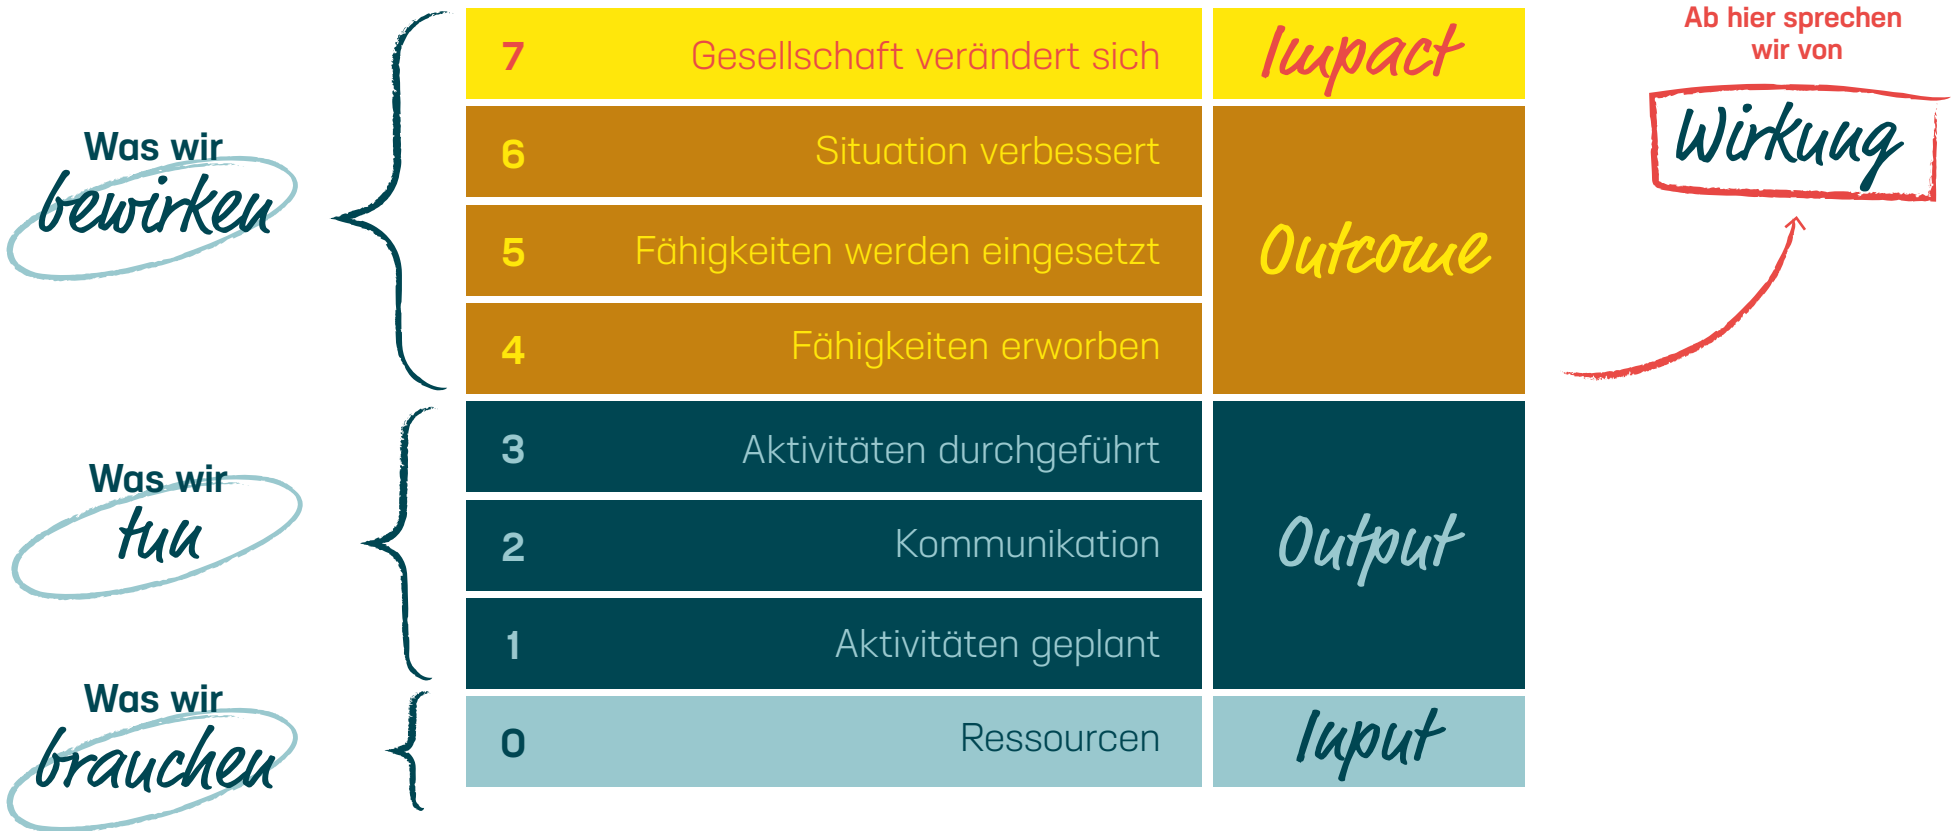 Was wir
bewirken
Was wir
tun
Was wir
brauchen
7 Gesellschaft verändert sich Impact
6 Situation verbessert
5 Fähigkeiten werden eingesetzt Outcome
4 Fähigkeiten erworben
3 Aktivitäten durchgeführt
2 Kommunikation Output
1 Aktivitäten geplant
0 Ressourcen Input
Ab hier sprechen
wir von
Wirkung